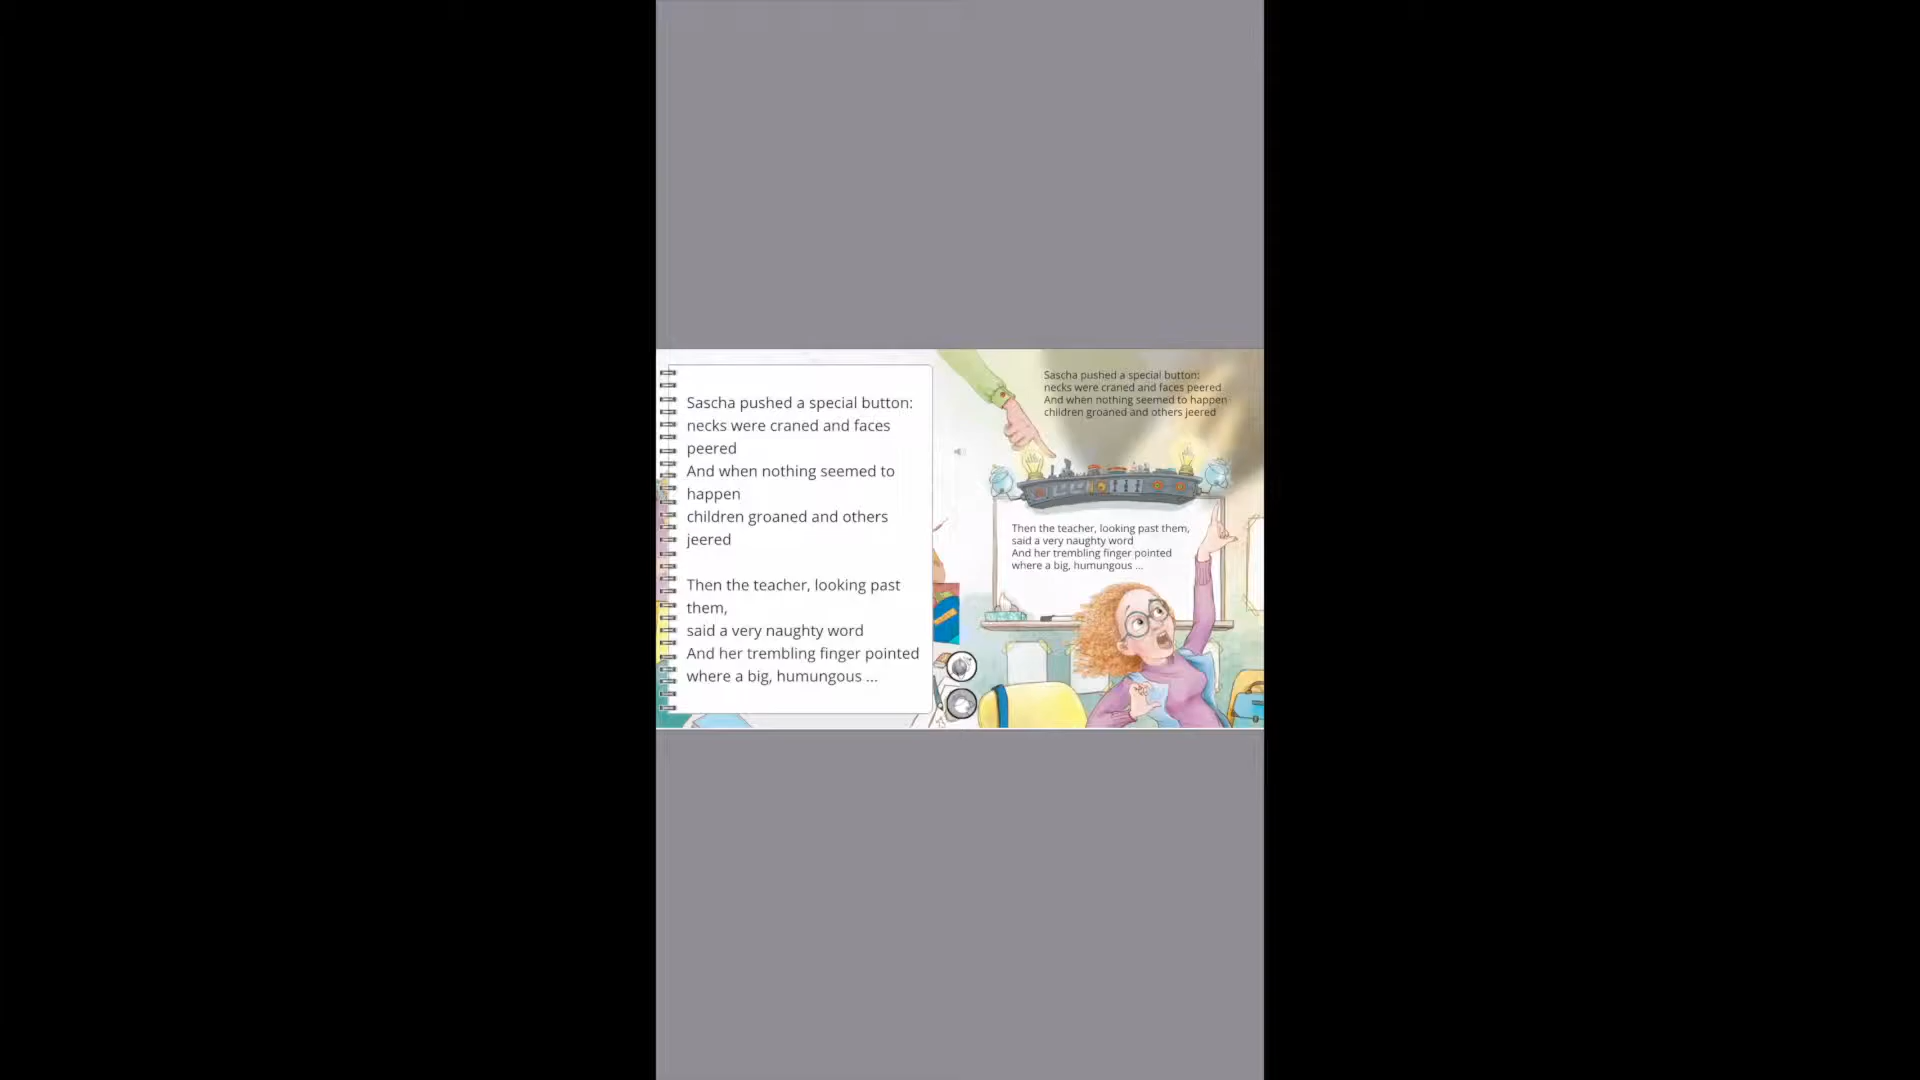 Sascha pushed a special button:
necks were craned and faces
peered
And when nothing seemed to
happen
children groaned and others
jeered
Then the teacher, looking past
them,
said a very naughty word
And her trembling finger pointed
where a big, humungous ...
Sascha pushed a special button:
necks were craned and faces peered
And when nothing seemed to happen
children groaned and others jeered
Then the teacher, looking past them,
said a very naughty word
And her trembling finger pointed
where a big, humungous ...